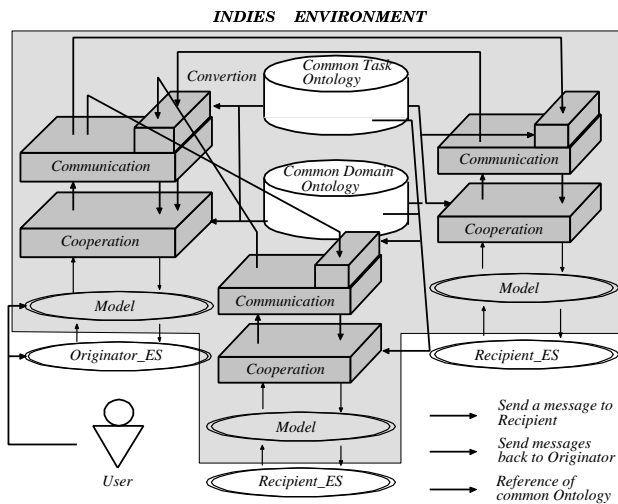 INDIES ENVIRONMENT
Common Task
Ontology
Convertion
Communication
Communication
Common Domain
Ontology
Cooperation
Cooperation
Communication
Model
Model
Cooperation
Originator_ES
Recipient_ES
Model
Send a message to
Recipient
Send messages
back to Originator
User
Recipient_ES
Reference of
common Ontology